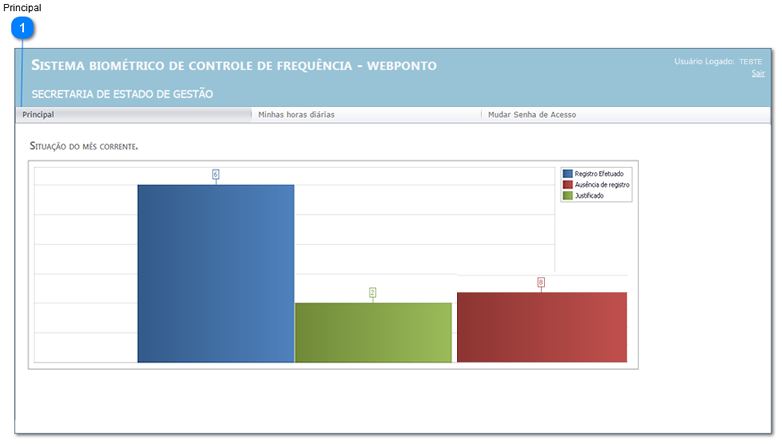 Principal
1
SISTEMA BIOMÉTRICO DE CONTROLE DE FREQUÊNCIA - WEBPONTO
Usuário Logado: TESTE
Sair
SECRETARIA DE ESTADO DE GESTÃO
Principal
Minhas horas diárias
Mudar Senha de Acesso
SITUAÇÃO DO MÊS CORRENTE.
6
Registro Efetuado
Ausência de registro
Justificado
8
2